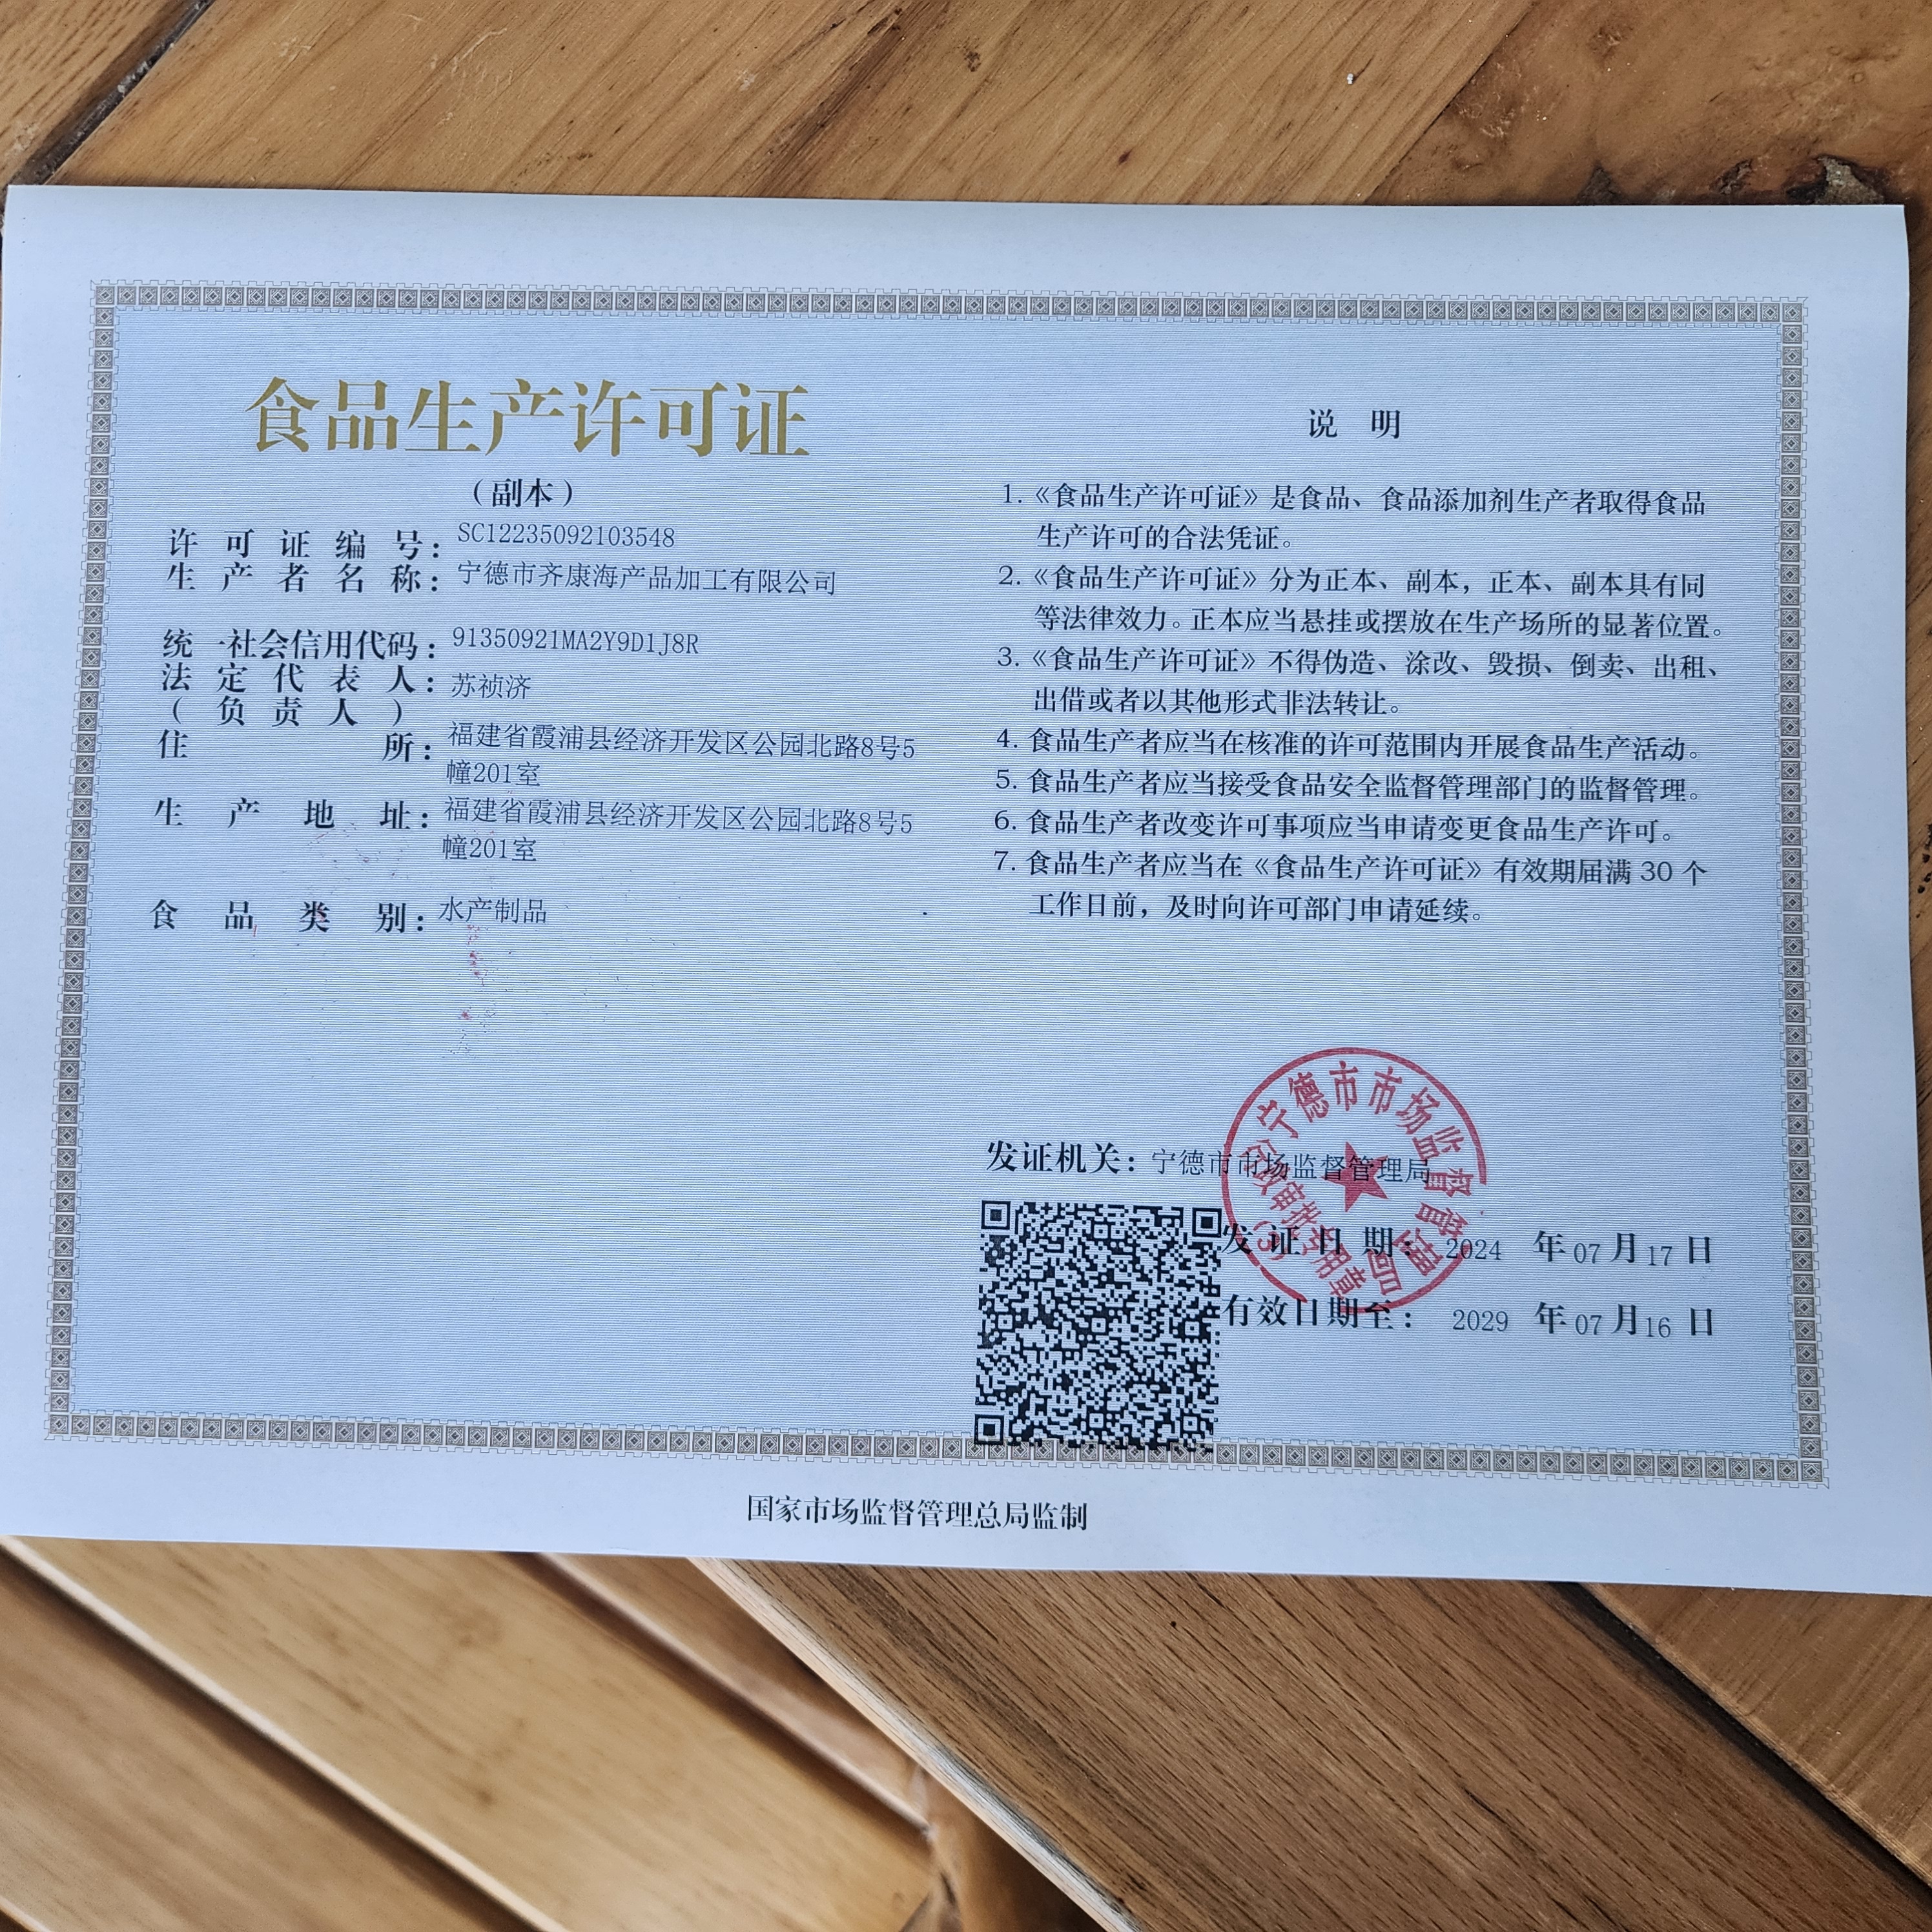 食品生产许可证
（副本）
许可证编号：SC12235092103548
生产者名称：宁德市齐康海产品加工有限公司
统一社会信用代码：91350921MA2Y9D1J8R
法定代表人：苏祯济
（负责人）
住所：福建省霞浦县经济开发区公园北路8号5
幢201室
生产地址：福建省霞浦县经济开发区公园北路8号5
幢201室
食品类别：水产制品
说明
1.《食品生产许可证》是食品、食品添加剂生产者取得食品
生产许可的合法凭证。
2.《食品生产许可证》分为正本、副本，正本、副本具有同
等法律效力。正本应当悬挂或摆放在生产场所的显著位置。
3.《食品生产许可证》不得伪造、涂改、毁损、倒卖、出租、
出借或者以其他形式非法转让。
4. 食品生产者应当在核准的许可范围内开展食品生产活动。
5. 食品生产者应当接受食品安全监督管理部门的监督管理。
6. 食品生产者改变许可事项应当申请变更食品生产许可。
7. 食品生产者应当在《食品生产许可证》有效期届满 30 个
工作日前，及时向许可部门申请延续。
发证机关：宁德市市场监督管理局
宁德市市场监督管理局
行政审批专用章
（3）
发证日期：2024 年 07 月 17 日
有效日期至：2029 年 07 月 16 日
国家市场监督管理总局监制